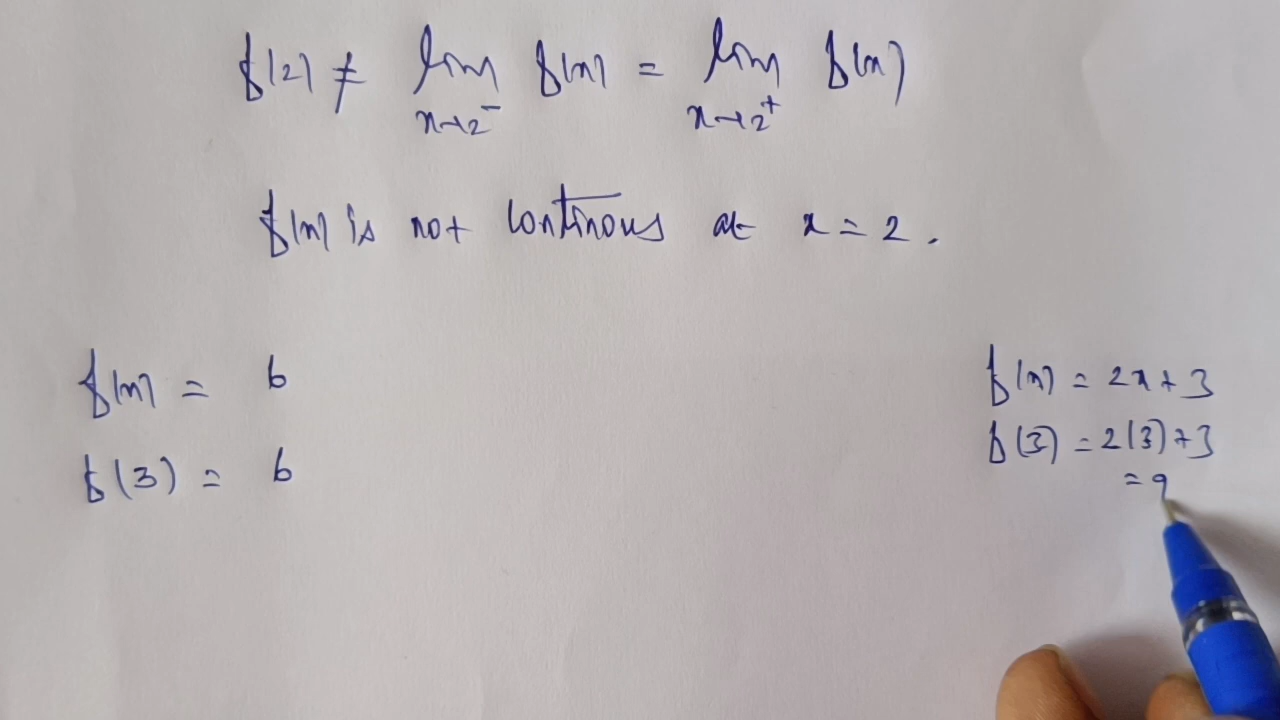 f(2) ≠ lim x→2⁻ f(x) = lim x→2⁺ f(x)
f(x) is not continous at x = 2.
f(x) = 6
f(3) = 6
f(x) = 2x + 3
f(3) = 2(3) + 3
= 9